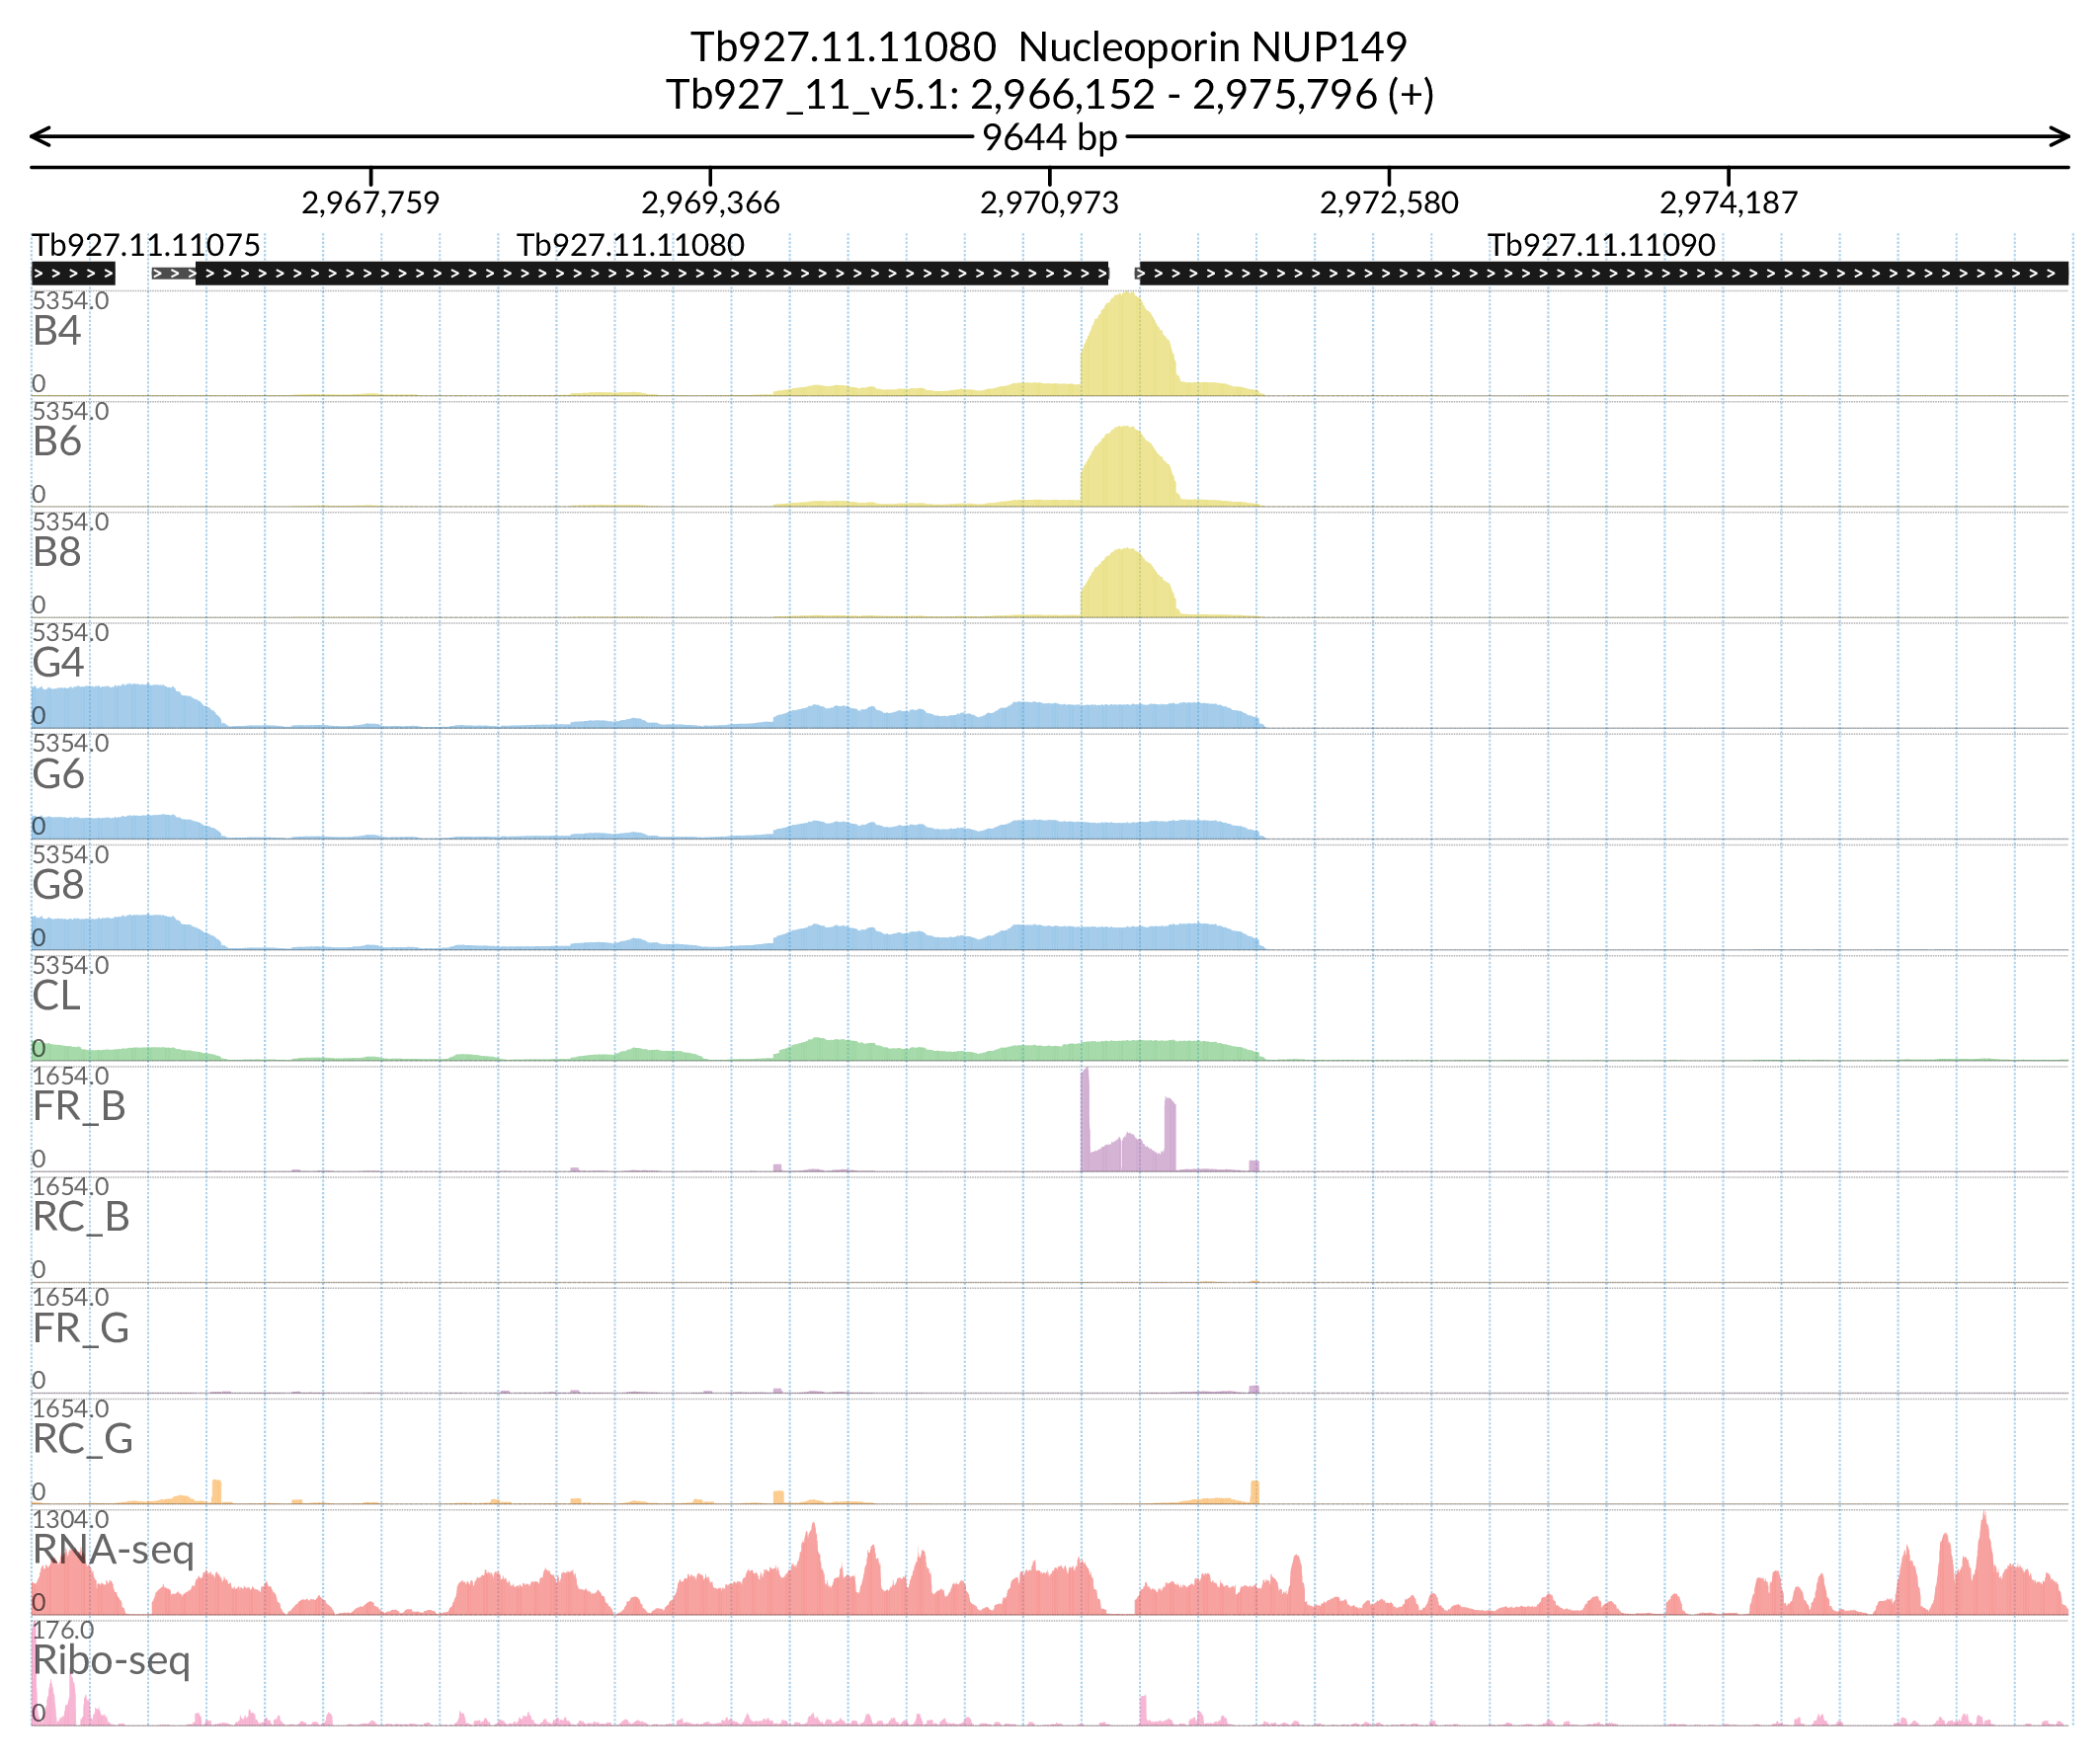 Tb927.11.11080  Nucleoporin NUP149
Tb927_11_v5.1: 2,966,152 - 2,975,796 (+)
9644 bp
2,967,759 2,969,366 2,970,973 2,972,580 2,974,187
Tb927.11.11075 Tb927.11.11080 Tb927.11.11090
5354.0
B4
0
5354.0
B6
0
5354.0
B8
0
5354.0
G4
0
5354.0
G6
0
5354.0
G8
0
5354.0
CL
0
1654.0
FR_B
0
1654.0
RC_B
0
1654.0
FR_G
0
1654.0
RC_G
0
1304.0
RNA-seq
0
176.0
Ribo-seq
0